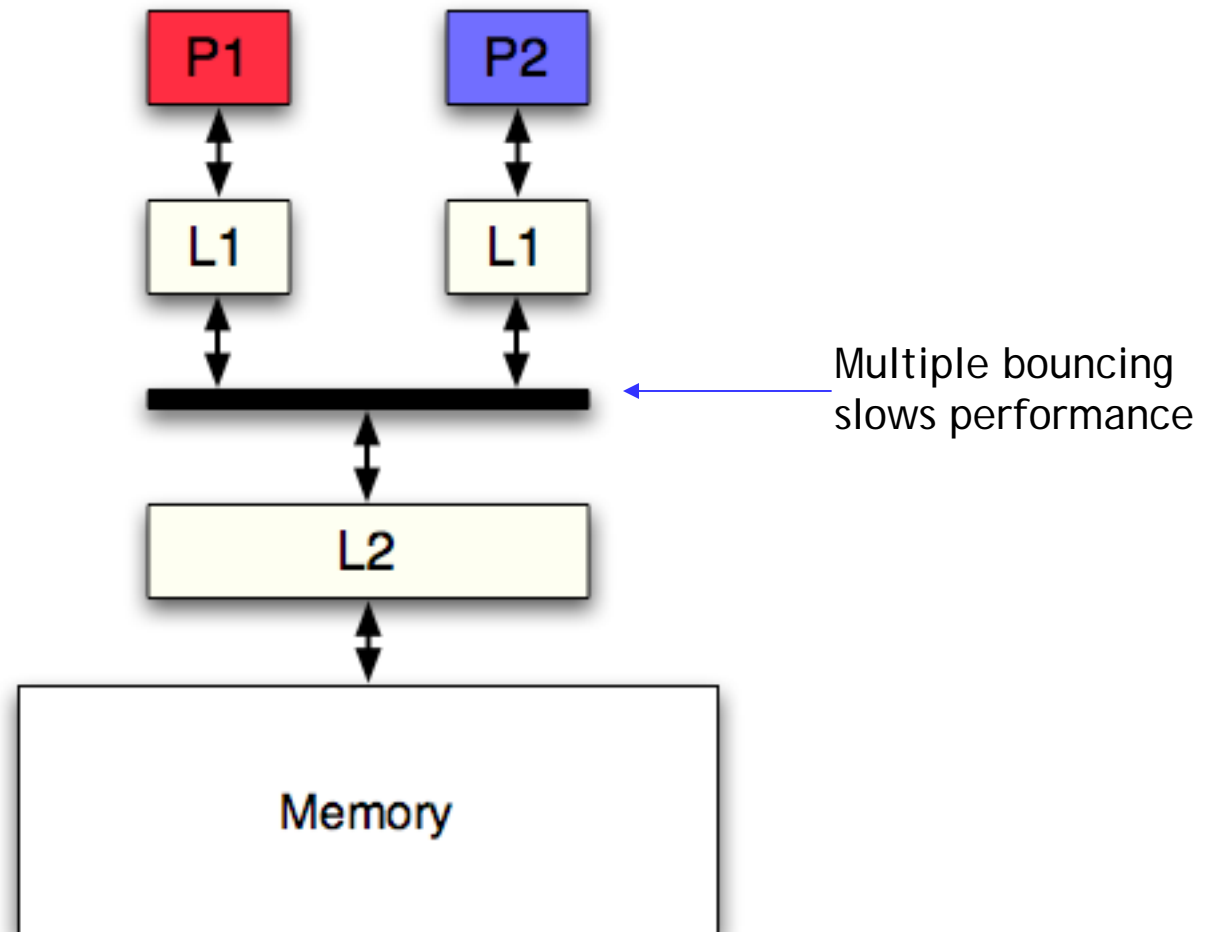 P1
P2
L1
L1
Multiple bouncing
slows performance
L2
Memory